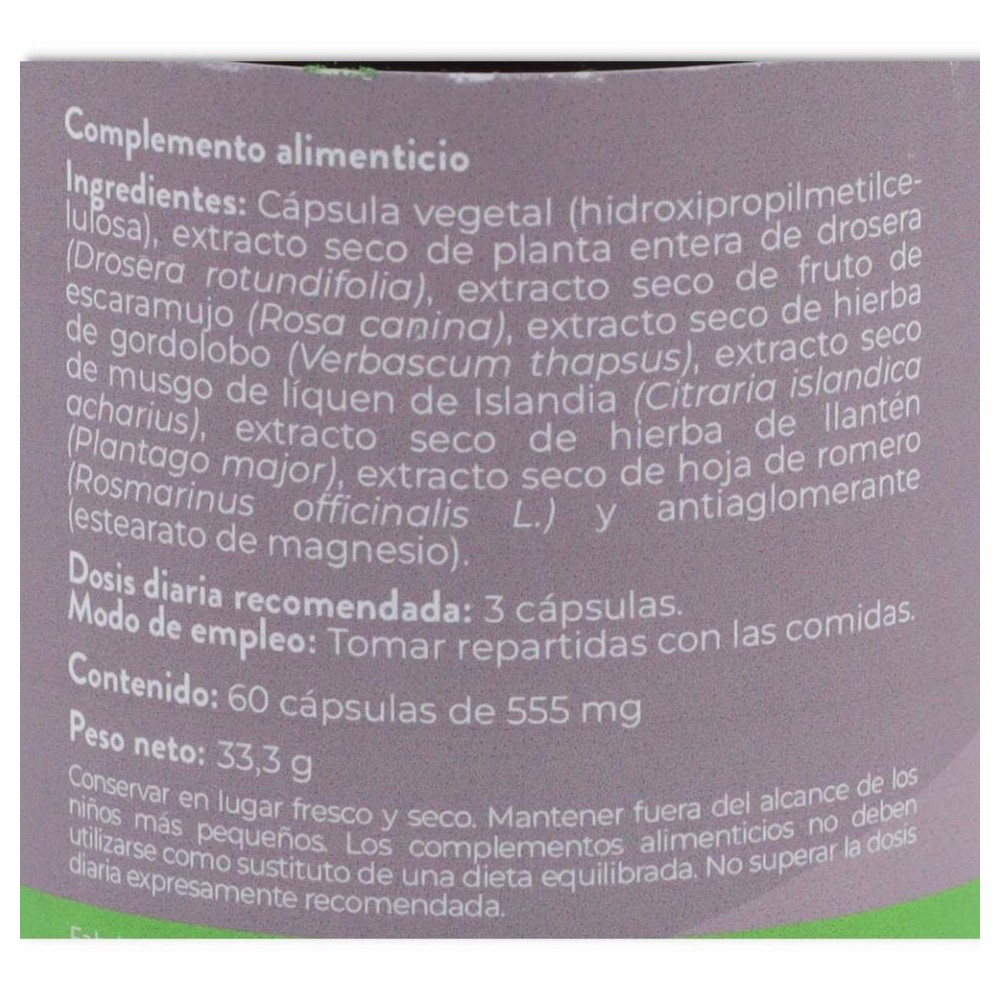 Complemento alimenticio
Ingredientes: Cápsula vegetal (hidroxipropilmetilce-
lulosa), extracto seco de planta entera de drosera
(Drosera rotundifolia), extracto seco de fruto de
escaramujo (Rosa canina), extracto seco de hierba
de gordolobo (Verbascum thapsus), extracto seco
de musgo de líquen de Islandia (Citraria islandica
acharius), extracto seco de hierba de llantén
(Plantago major), extracto seco de hoja de romero
(Rosmarinus officinalis L.) y antiaglomerante
(estearato de magnesio).
Dosis diaria recomendada: 3 cápsulas.
Modo de empleo: Tomar repartidas con las comidas.
Contenido: 60 cápsulas de 555 mg
Peso neto: 33,3 g
Conservar en lugar fresco y seco. Mantener fuera del alcance de los
niños más pequeños. Los complementos alimenticios no deben
utilizarse como sustituto de una dieta equilibrada. No superar la dosis
diaria expresamente recomendada.